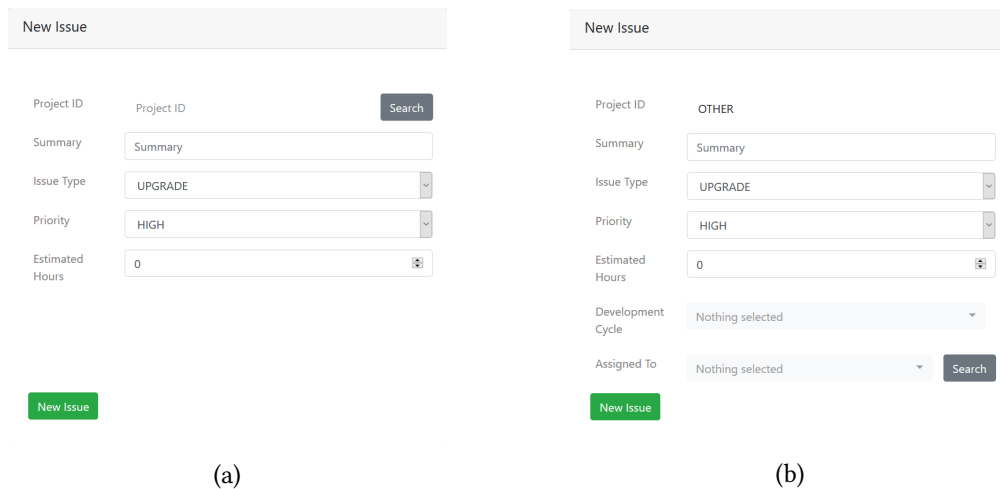 New Issue
Project ID
Project ID
Search
Summary
Summary
Issue Type
UPGRADE
Priority
HIGH
Estimated
Hours
0
New Issue
(a)
New Issue
Project ID
OTHER
Summary
Summary
Issue Type
UPGRADE
Priority
HIGH
Estimated
Hours
0
Development
Cycle
Nothing selected
Assigned To
Nothing selected
Search
New Issue
(b)